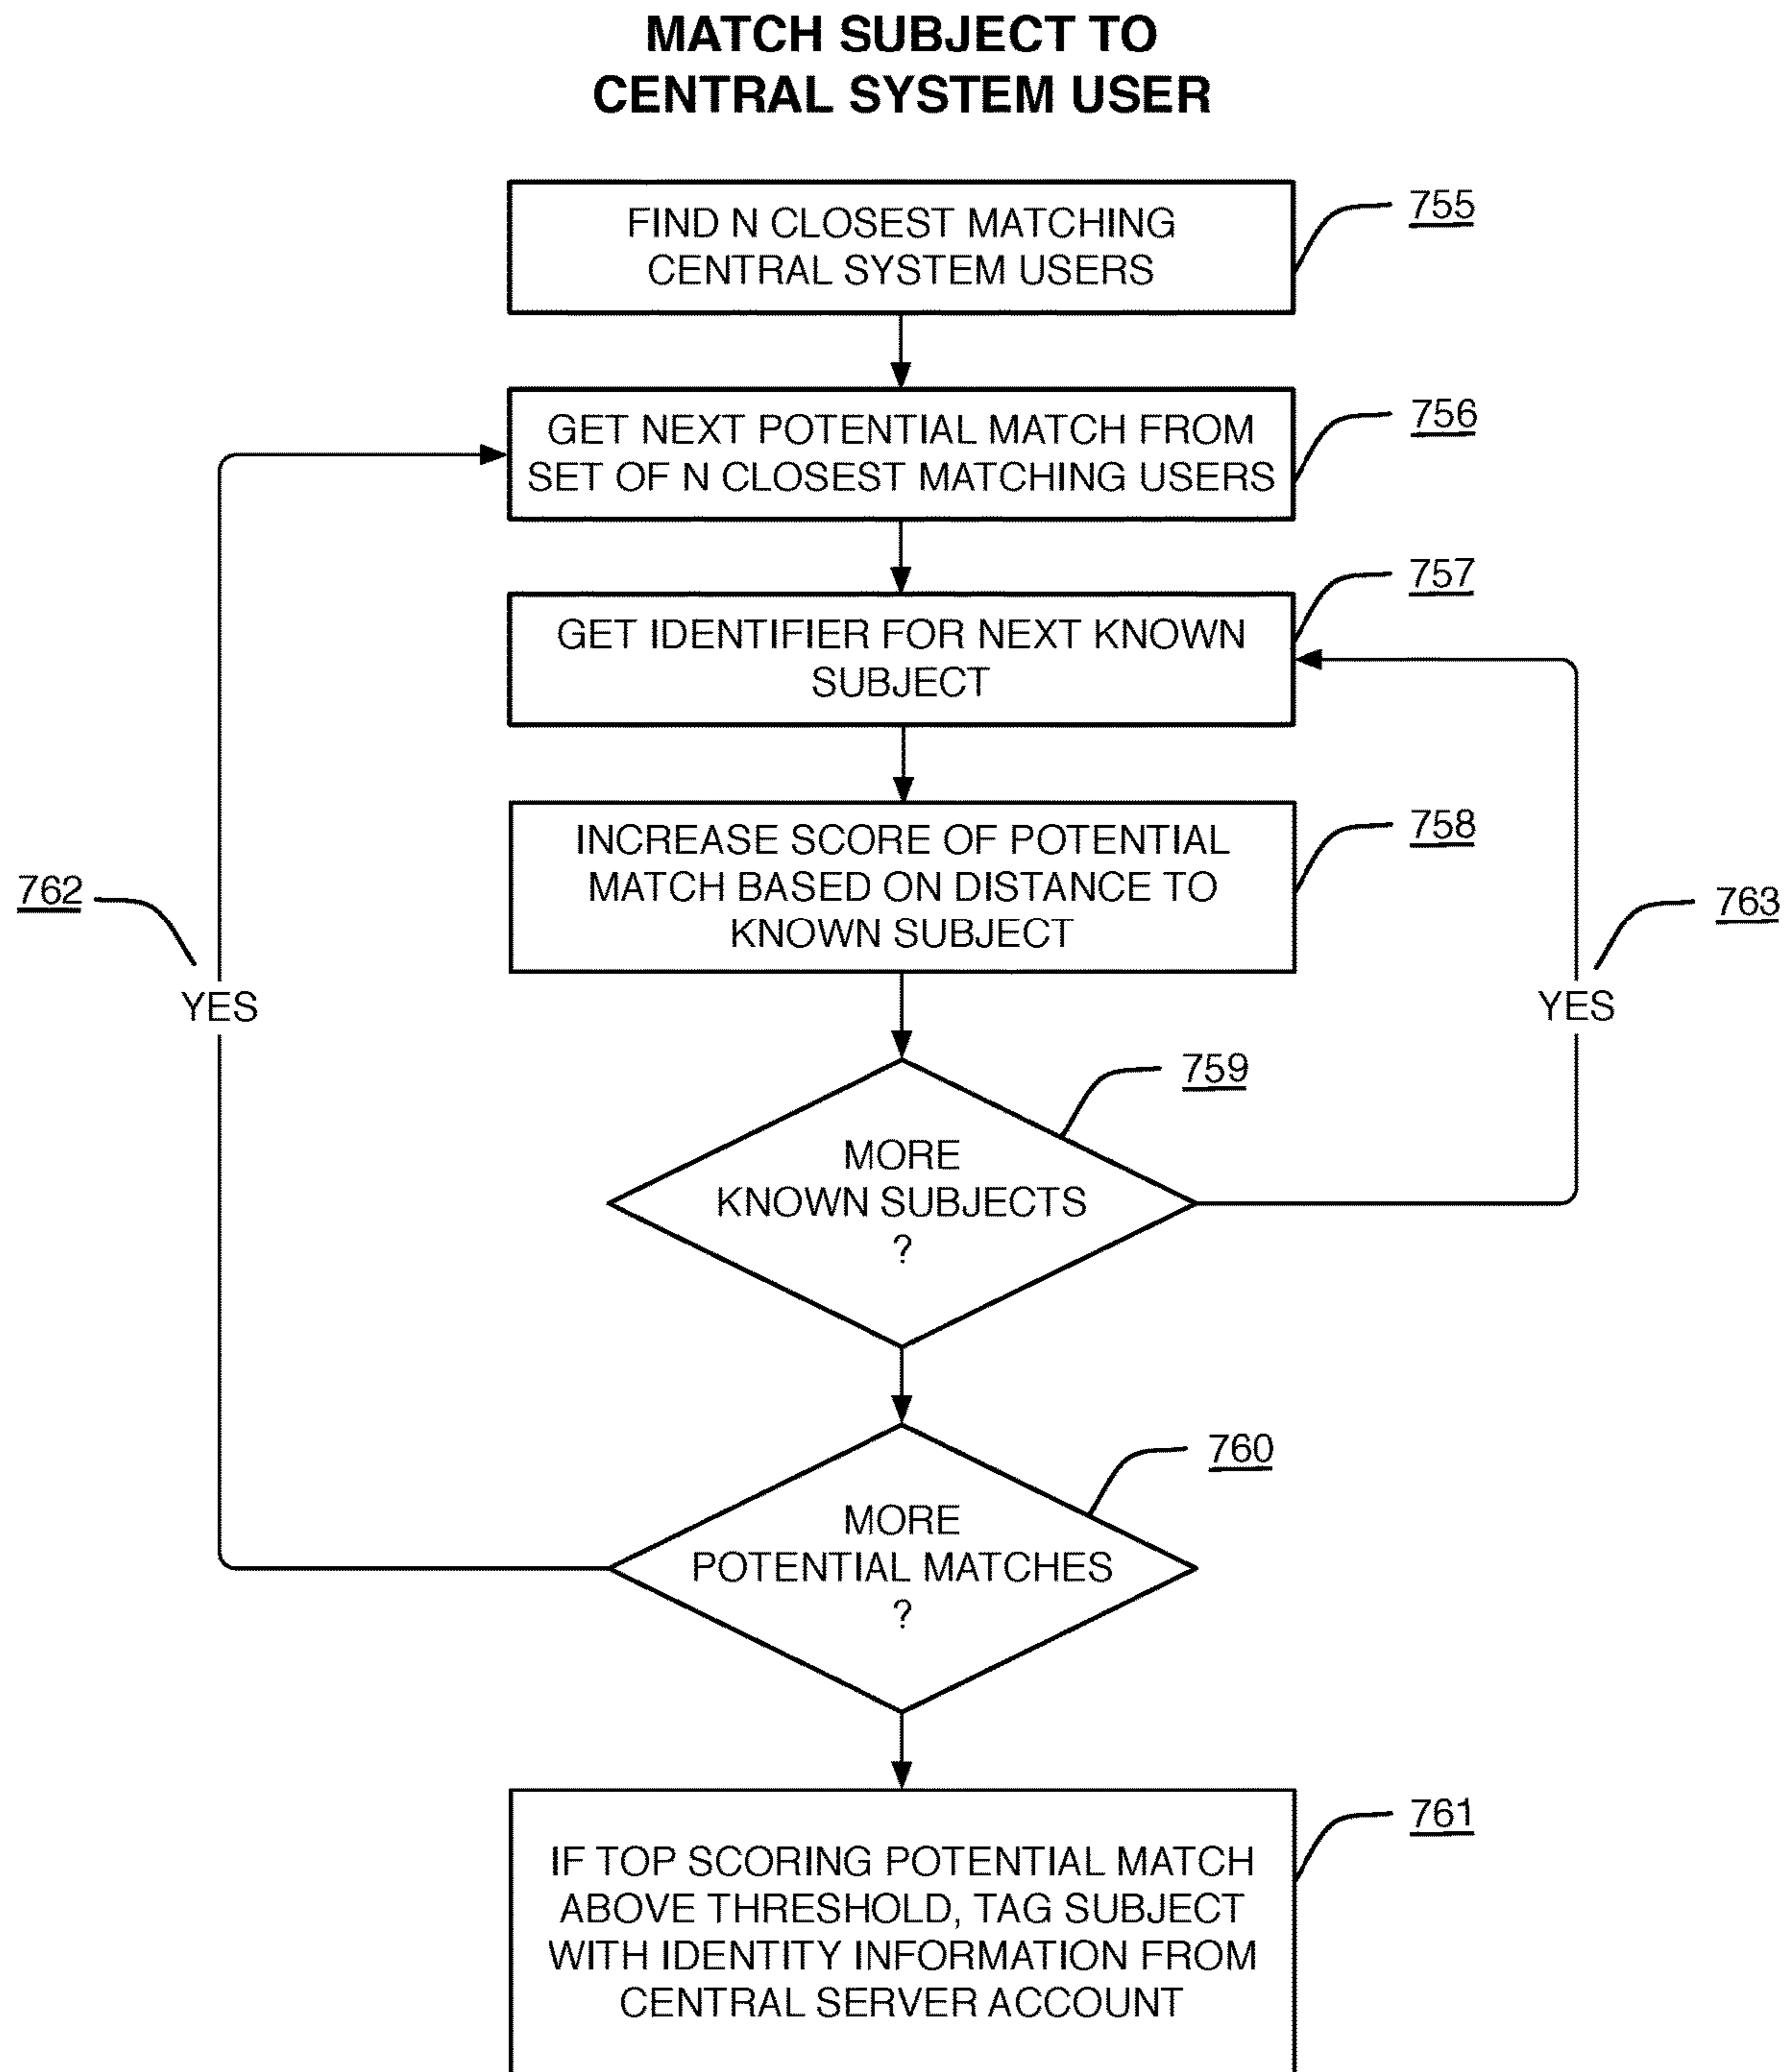 MATCH SUBJECT TO
CENTRAL SYSTEM USER
FIND N CLOSEST MATCHING
CENTRAL SYSTEM USERS
755
GET NEXT POTENTIAL MATCH FROM
SET OF N CLOSEST MATCHING USERS
756
GET IDENTIFIER FOR NEXT KNOWN
SUBJECT
757
INCREASE SCORE OF POTENTIAL
MATCH BASED ON DISTANCE TO
KNOWN SUBJECT
758
762
YES
763
YES
MORE
KNOWN SUBJECTS
?
759
MORE
POTENTIAL MATCHES
?
760
IF TOP SCORING POTENTIAL MATCH
ABOVE THRESHOLD, TAG SUBJECT
WITH IDENTITY INFORMATION FROM
CENTRAL SERVER ACCOUNT
761